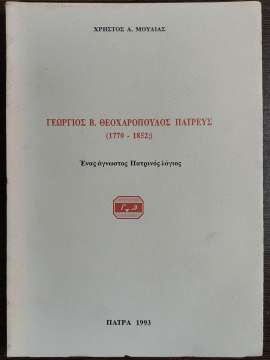 ΧΡΗΣΤΟΣ Α. ΜΟΥΛΙΑΣ
ΓΕΩΡΓΙΟΣ Β. ΘΕΟΧΑΡΟΠΟΥΛΟΣ ΠΑΤΡΕΥΣ
(1770 - 1852;)
Ένας άγνωστος Πατρινός λόγιος
ΠΑΤΡΑ 1993